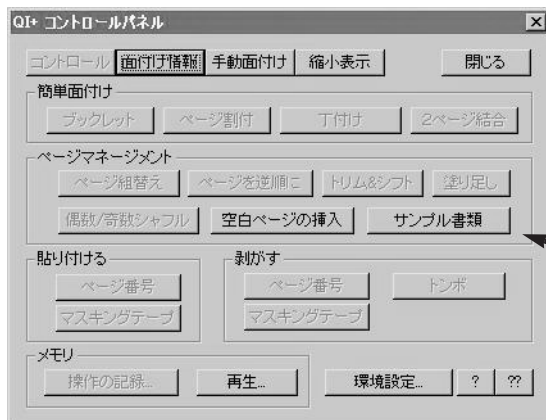 QI+ コントロールパネル
コントロール 面付け情報 手動面付け 縮小表示 閉じる
簡単面付け
ブックレット ページ割付 丁付け 2ページ結合
ページマネージメント
ページ組替え ページを逆順に トリム&シフト 塗り足し
偶数/奇数シャフル 空白ページの挿入 サンプル書類
貼り付ける 剥がす
ページ番号 ページ番号 トンボ
マスキングテープ マスキングテープ
メモリ
操作の記録... 再生... 環境設定... ? ??